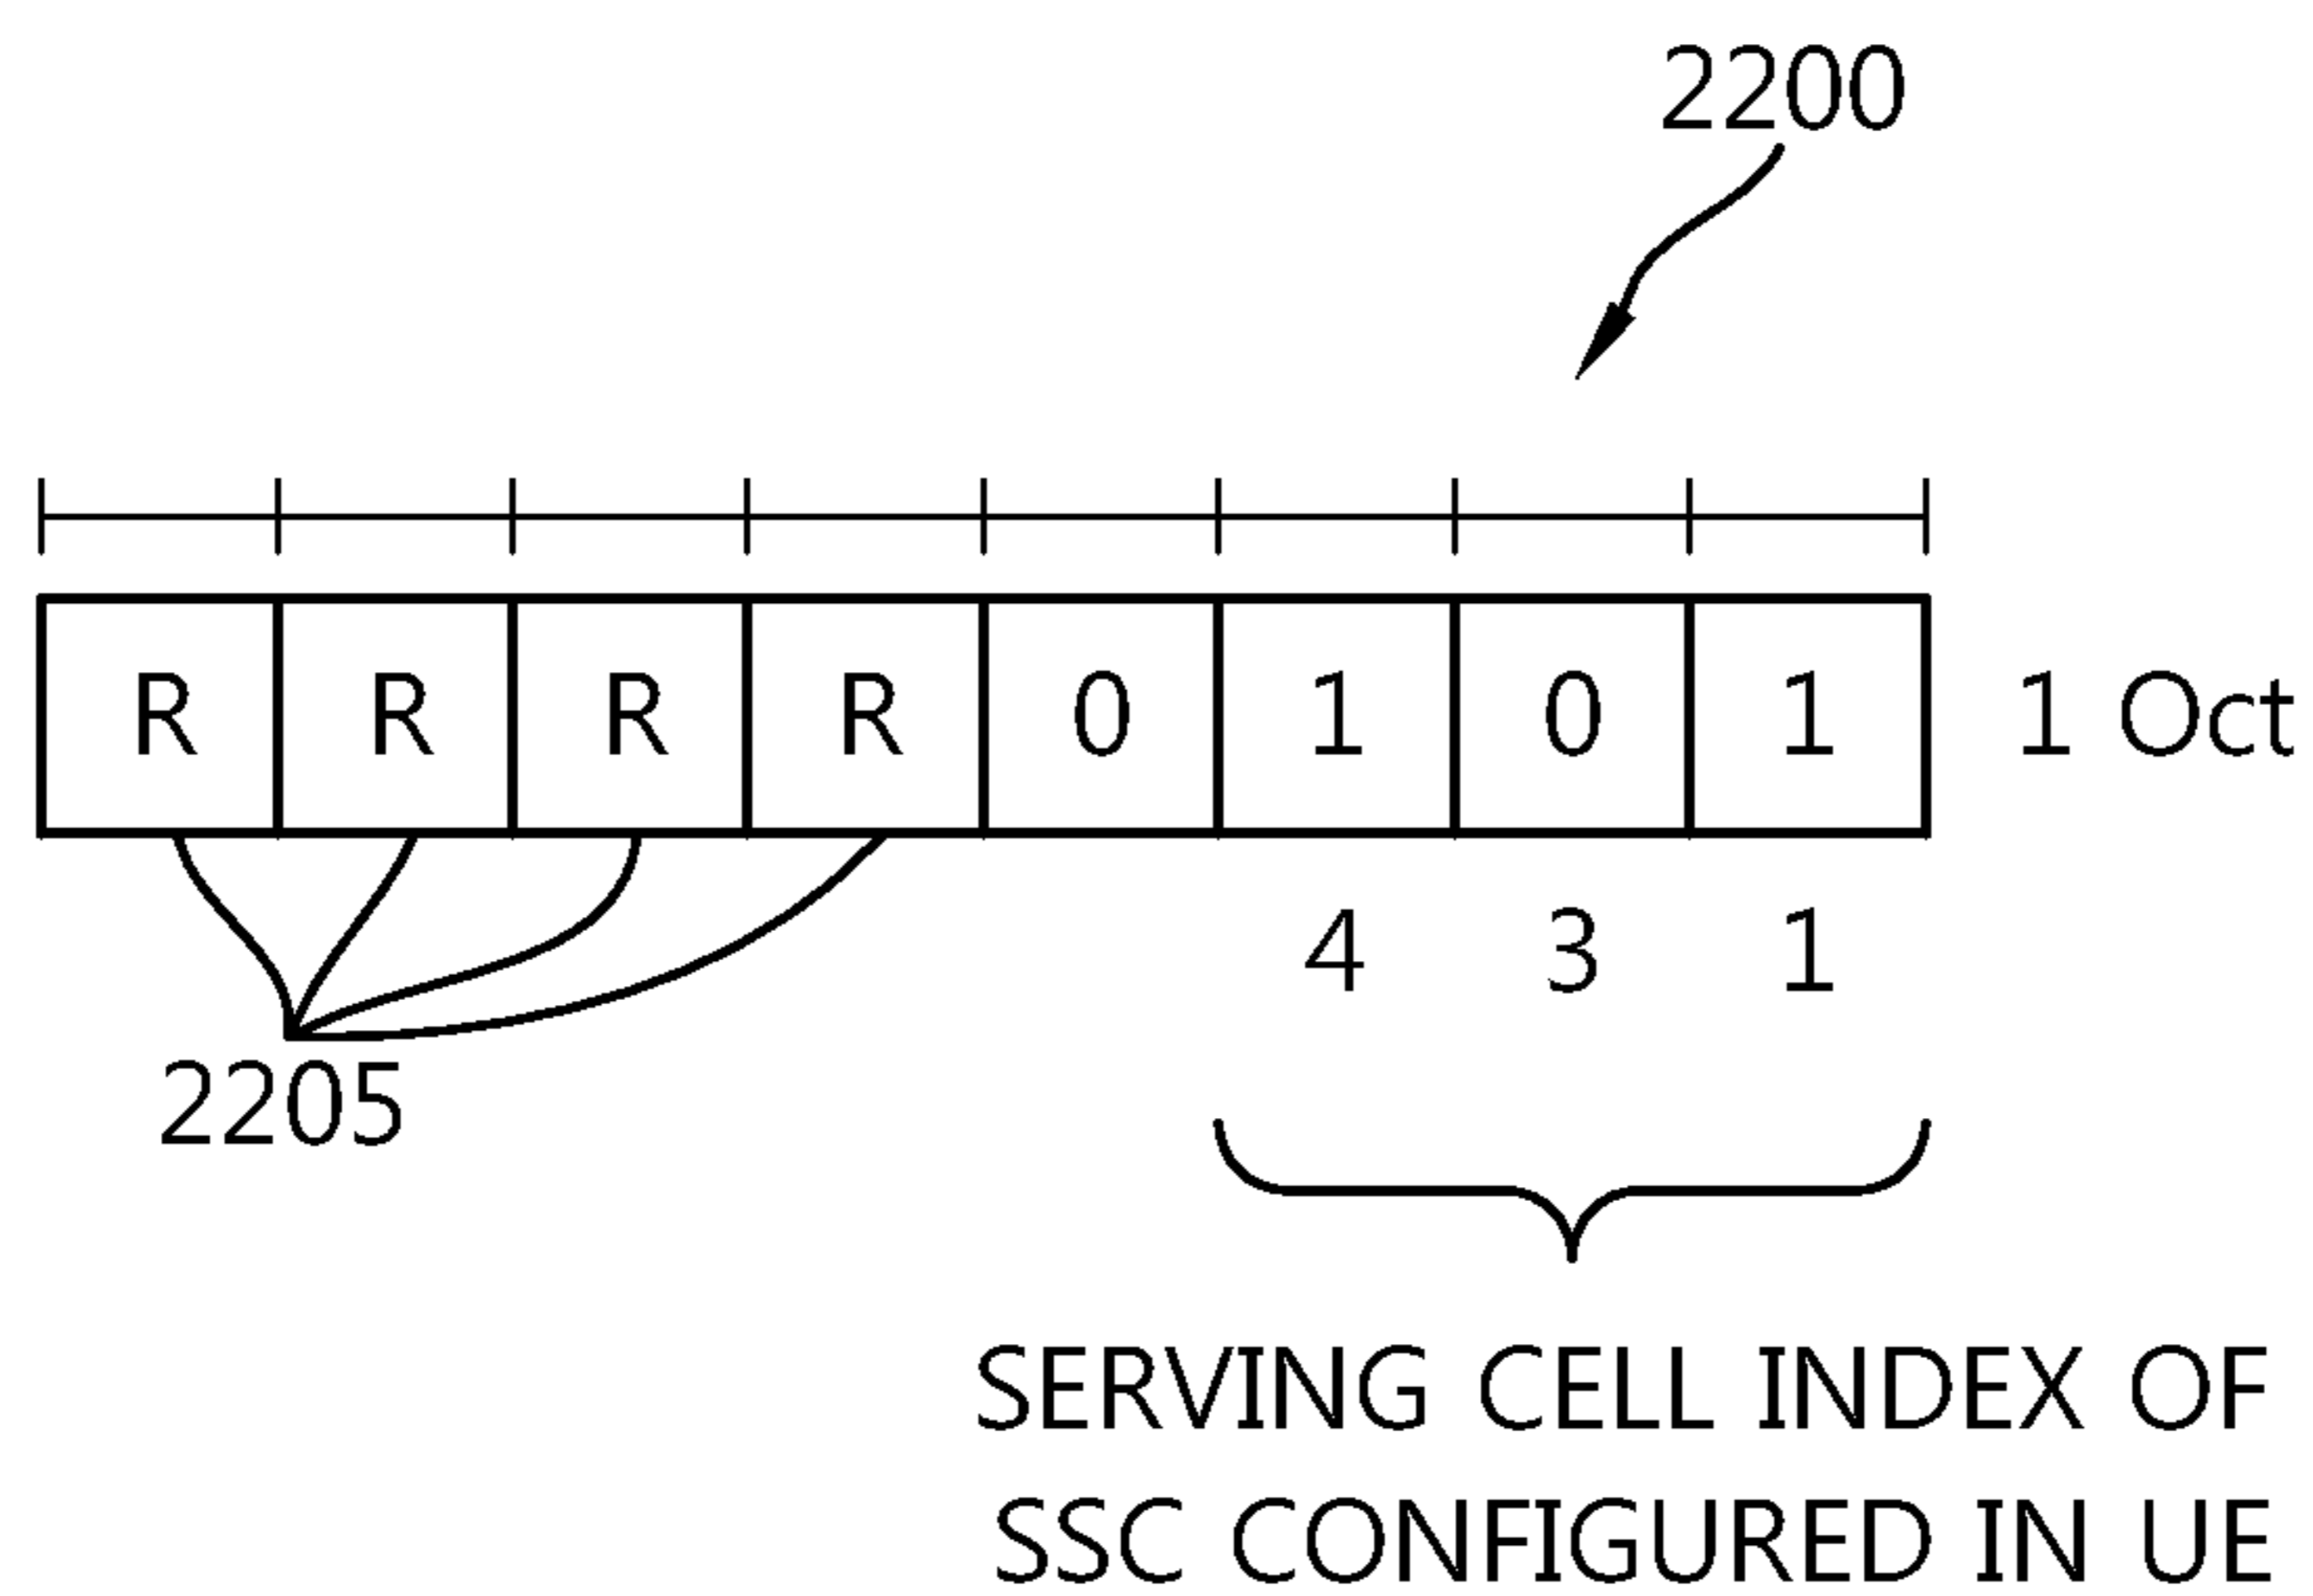 2200
R R R R 0 1 0 1 1 Oct
4 3 1
2205
SERVING CELL INDEX OF
SSC CONFIGURED IN UE